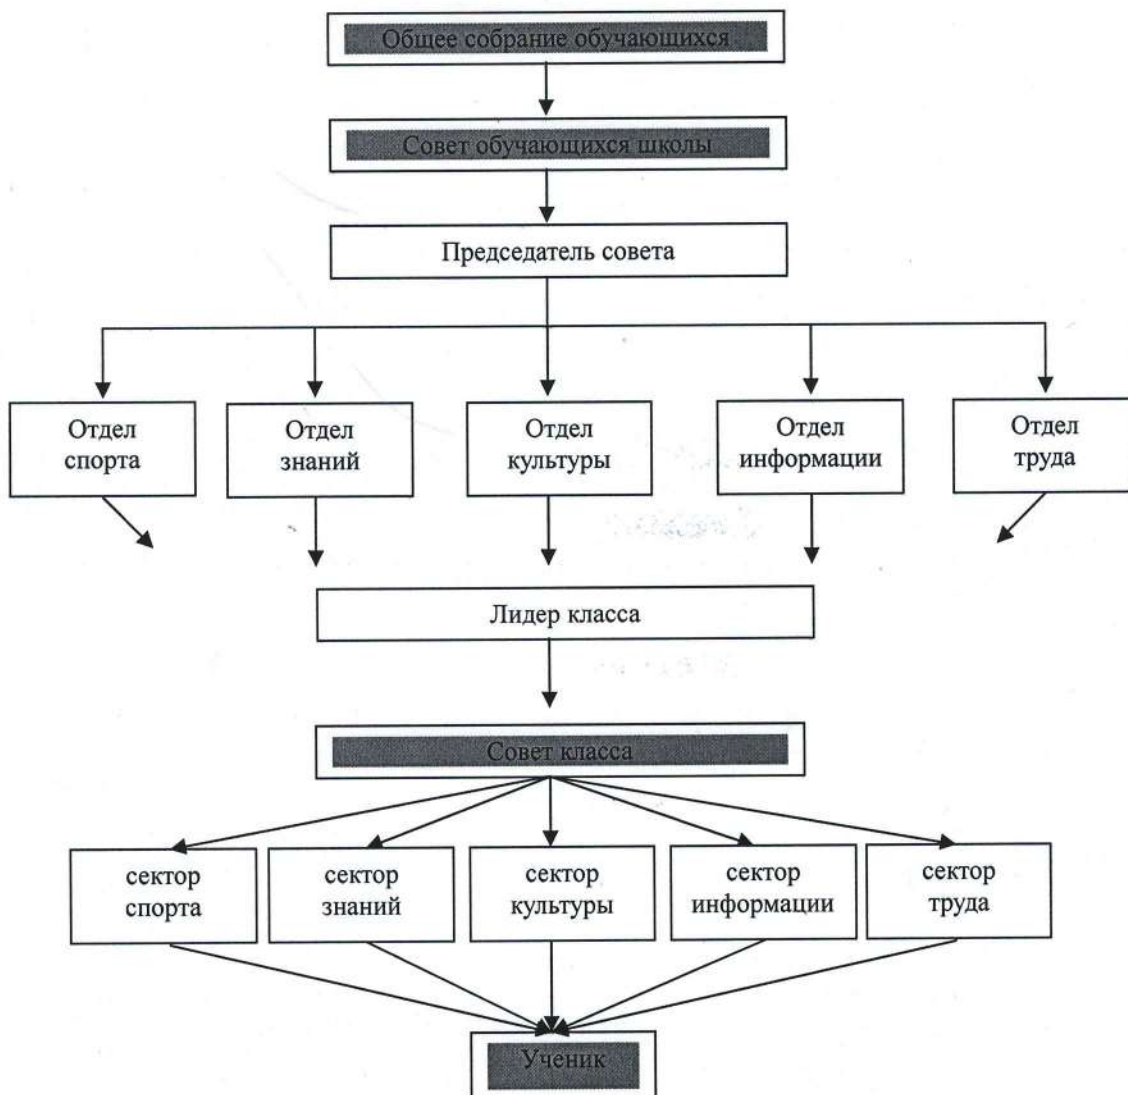 Общее собрание обучающихся
Совет обучающихся школы
Председатель совета
Отдел
спорта
Отдел
знаний
Отдел
культуры
Отдел
информации
Отдел
труда
Лидер класса
Совет класса
сектор
спорта
сектор
знаний
сектор
культуры
сектор
информации
сектор
труда
Ученик